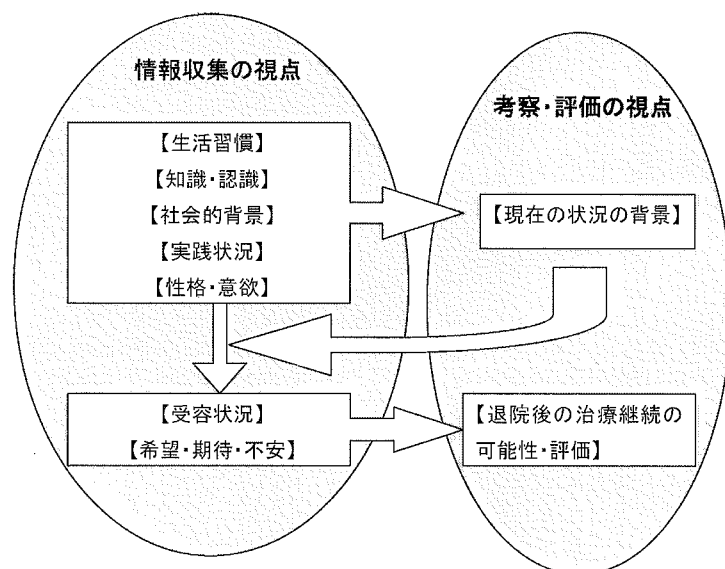 情報収集の視点
【生活習慣】
【知識・認識】
【社会的背景】
【実践状況】
【性格・意欲】
【受容状況】
【希望・期待・不安】
考察・評価の視点
【現在の状況の背景】
【退院後の治療継続の
可能性・評価】